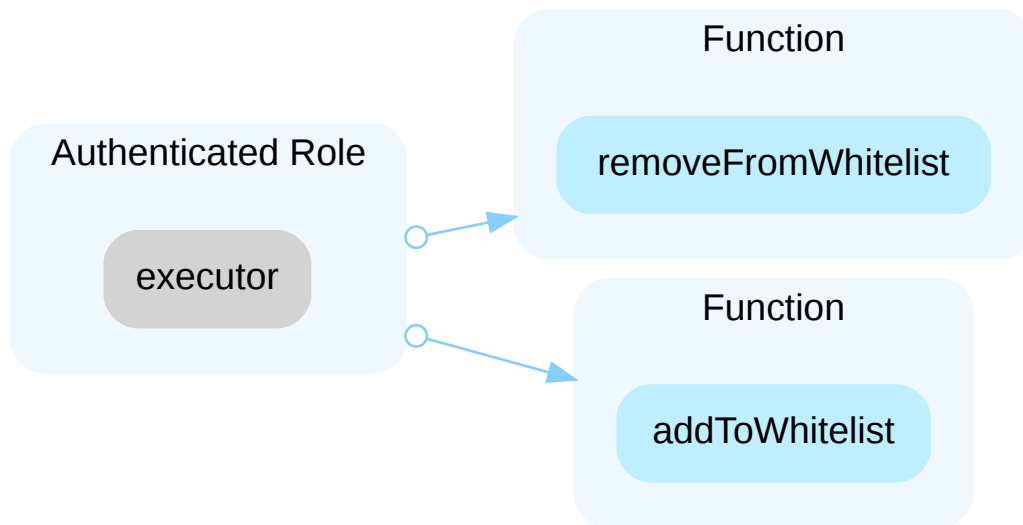 Authenticated Role
executor
Function
removeFromWhitelist
Function
addToWhitelist